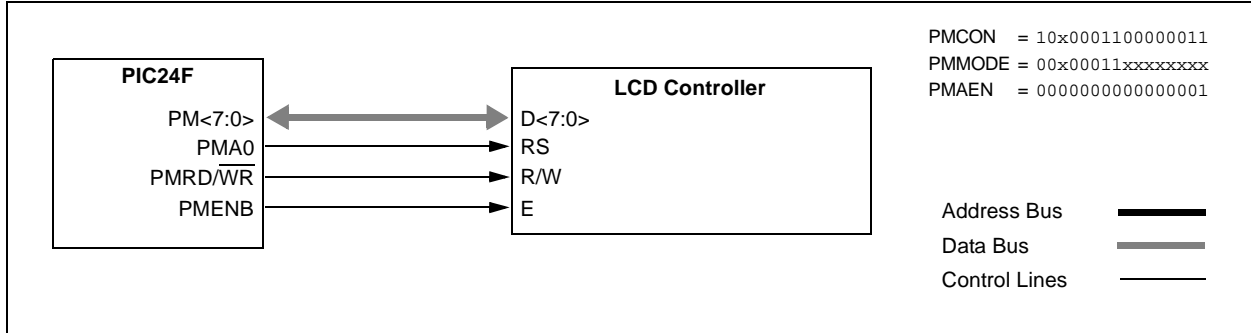 PMCON = 10x0001100000011
PMMODE = 00x00011xxxxxxxx
PMAEN = 0000000000000001
PIC24F
LCD Controller
PM<7:0>
D<7:0>
PMA0
RS
PMRD/WR
R/W
PMENB
E
Address Bus
Data Bus
Control Lines